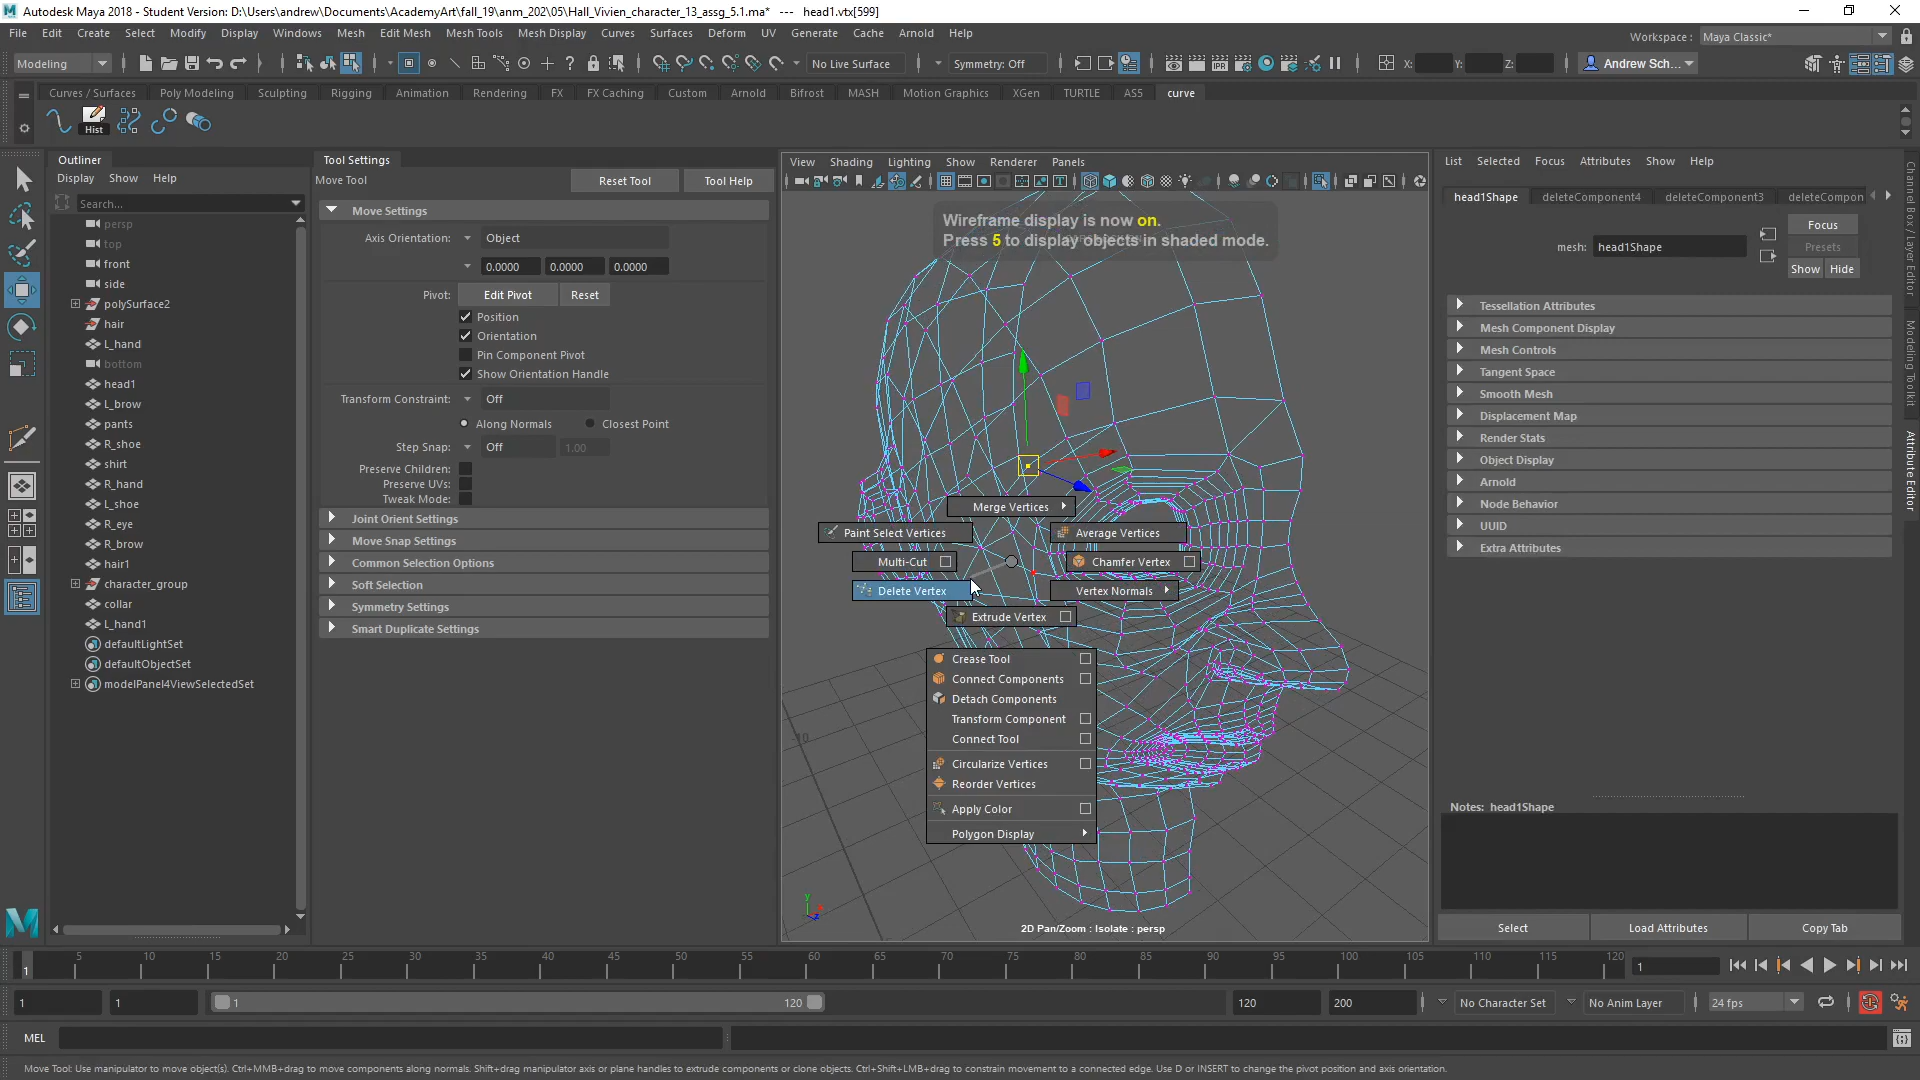 Autodesk Maya 2018 - Student Version: D:\Users\andrew\Documents\AcademyArt\fall_19\anm_202\05\Hall_Vivien_character_13_assg_5.1.ma* --- head1.vtx[599]
File Edit Create Select Modify Display Windows Mesh Edit Mesh Mesh Tools Mesh Display Curves Surfaces Deform UV Generate Cache Arnold Help
Workspace : Maya Classic*
Modeling No Live Surface Symmetry: Off X: Y: Z: Andrew Sch...
Curves / Surfaces Poly Modeling Sculpting Rigging Animation Rendering FX FX Caching Custom Arnold Bifrost MASH Motion Graphics XGen TURTLE AS5 curve
Hist
Outliner
Display Show Help
Search...
persp
top
front
side
polySurface2
hair
L_hand
bottom
head1
L_brow
pants
R_shoe
shirt
R_hand
L_shoe
R_eye
R_brow
hair1
character_group
collar
L_hand1
defaultLightSet
defaultObjectSet
modelPanel4ViewSelectedSet
Tool Settings
Move Tool Reset Tool Tool Help
Move Settings
Axis Orientation: Object
0.0000 0.0000 0.0000
Pivot: Edit Pivot Reset
Position
Orientation
Pin Component Pivot
Show Orientation Handle
Transform Constraint: Off
Along Normals Closest Point
Step Snap: Off 1.00
Preserve Children:
Preserve UVs:
Tweak Mode:
Joint Orient Settings
Move Snap Settings
Common Selection Options
Soft Selection
Symmetry Settings
Smart Duplicate Settings
View Shading Lighting Show Renderer Panels
Wireframe display is now on.
Press 5 to display objects in shaded mode.
Merge Vertices
Paint Select Vertices Average Vertices
Multi-Cut Chamfer Vertex
Delete Vertex Vertex Normals
Extrude Vertex
Crease Tool
Connect Components
Detach Components
Transform Component
Connect Tool
Circularize Vertices
Reorder Vertices
Apply Color
Polygon Display
2D Pan/Zoom : Isolate : persp
List Selected Focus Attributes Show Help
head1Shape deleteComponent4 deleteComponent3 deleteCompon
Focus
mesh: head1Shape Presets
Show Hide
Tessellation Attributes
Mesh Component Display
Mesh Controls
Tangent Space
Smooth Mesh
Displacement Map
Render Stats
Object Display
Arnold
Node Behavior
UUID
Extra Attributes
Notes: head1Shape
Select Load Attributes Copy Tab
Channel Box / Layer Editor
Modeling Toolkit
Attribute Editor
5 10 15 20 25 30 35 40 45 50 55 60 65 70 75 80 85 90 95 100 105 110 115 120
1 1
1 1 1 120 120 200 No Character Set No Anim Layer 24 fps
MEL
Move Tool: Use manipulator to move object(s). Ctrl+MMB+drag to move components along normals. Shift+drag manipulator axis or plane handles to extrude components or clone objects. Ctrl+Shift+LMB+drag to constrain movement to a connected edge. Use D or INSERT to change the pivot position and axis orientation.